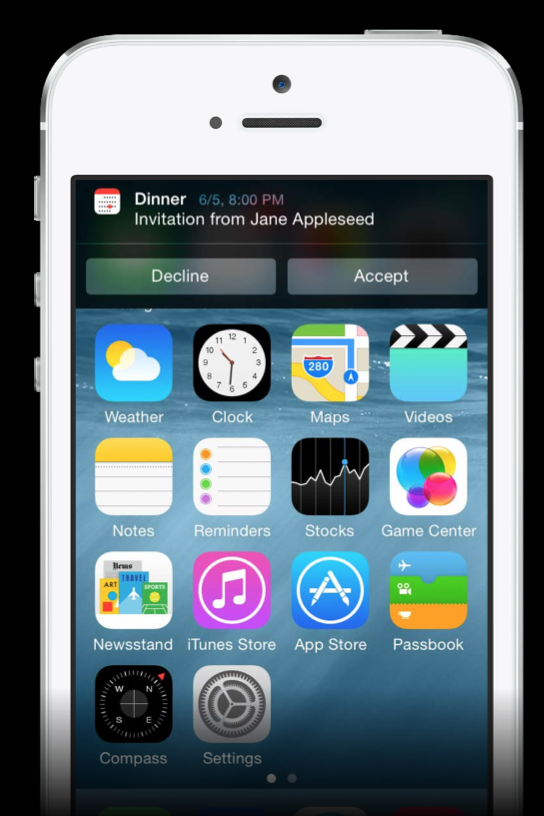 Dinner 6/5, 8:00 PM
Invitation from Jane Appleseed
Decline Accept
12
11 1
10 2
9 3
8 4
7 5
6
280
Weather Clock Maps Videos
Notes Reminders Stocks Game Center
News
TRAVEL
ART SPORTS
Newsstand iTunes Store App Store Passbook
W N
S E
Compass Settings